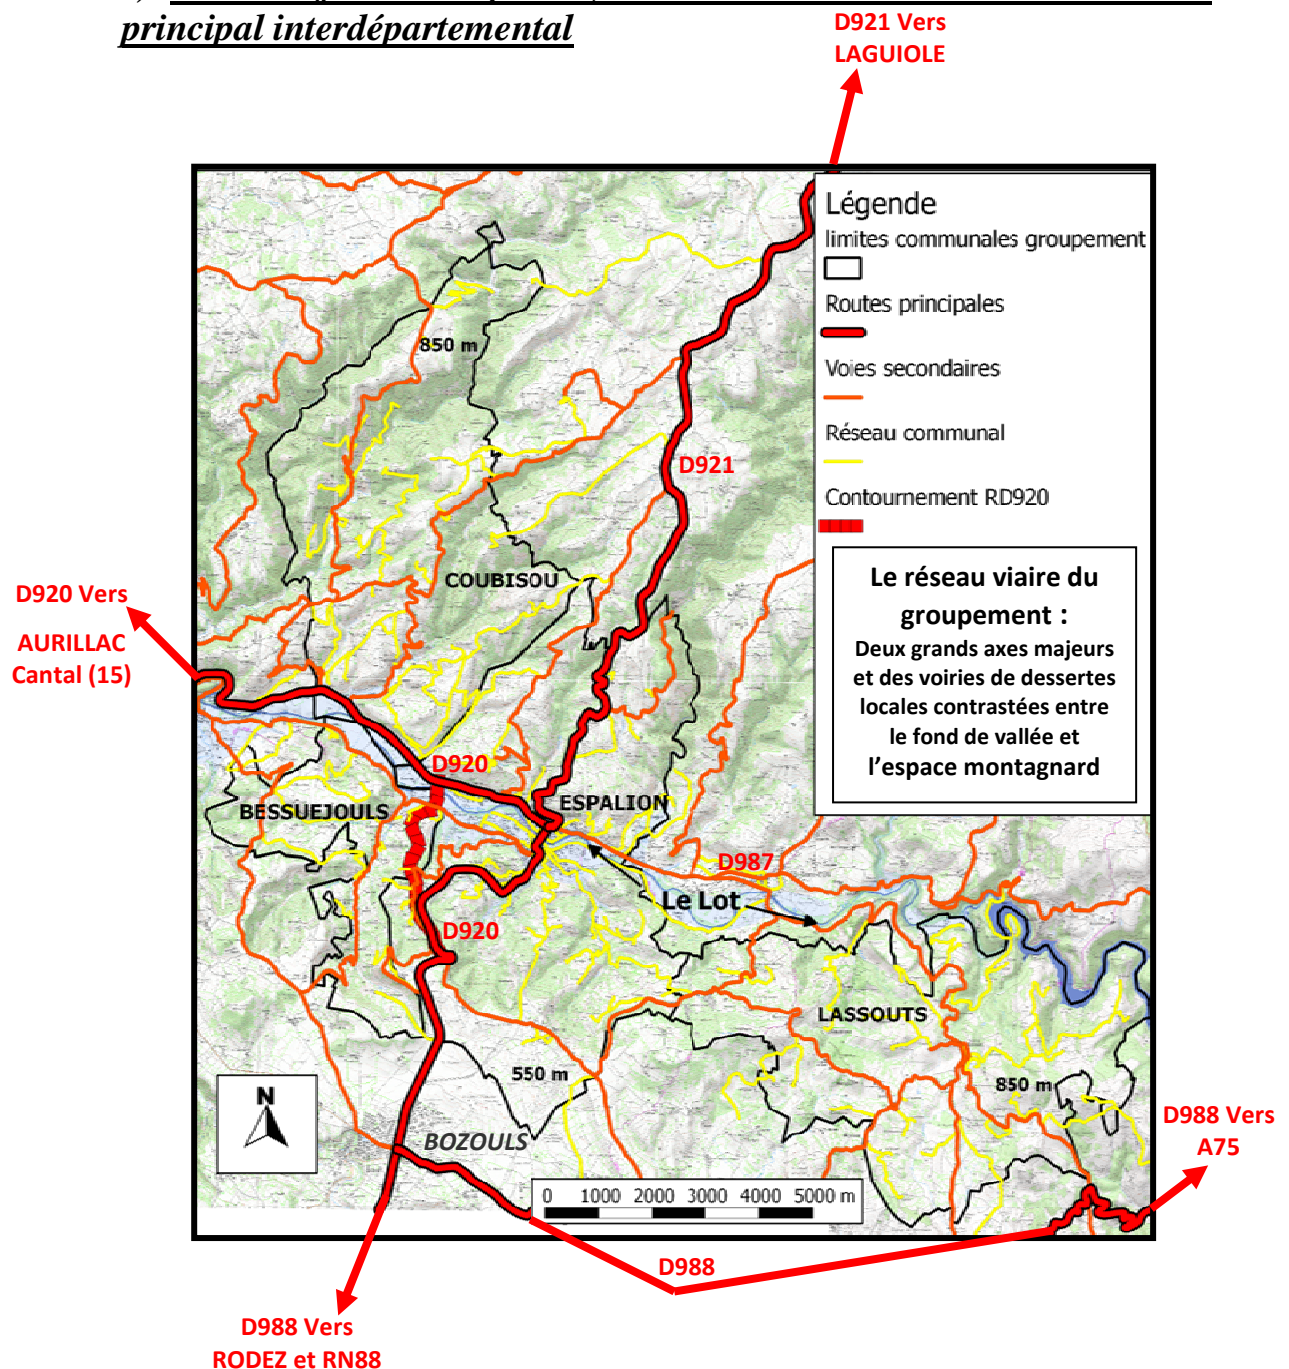 principal interdépartemental
D921 Vers
LAGUIOLE
Légende
limites communales groupement
Routes principales
Voies secondaires
Réseau communal
Contournement RD920
Le réseau viaire du
groupement :
Deux grands axes majeurs
et des voiries de dessertes
locales contrastées entre
le fond de vallée et
l’espace montagnard
850 m
D921
COUBISOU
D920 Vers
AURILLAC
Cantal (15)
D920
BESSUEJOULS
ESPALION
D987
Le Lot
D920
LASSOUTS
550 m
850 m
N
BOZOULS
D988 Vers
A75
0 1000 2000 3000 4000 5000 m
D988
D988 Vers
RODEZ et RN88